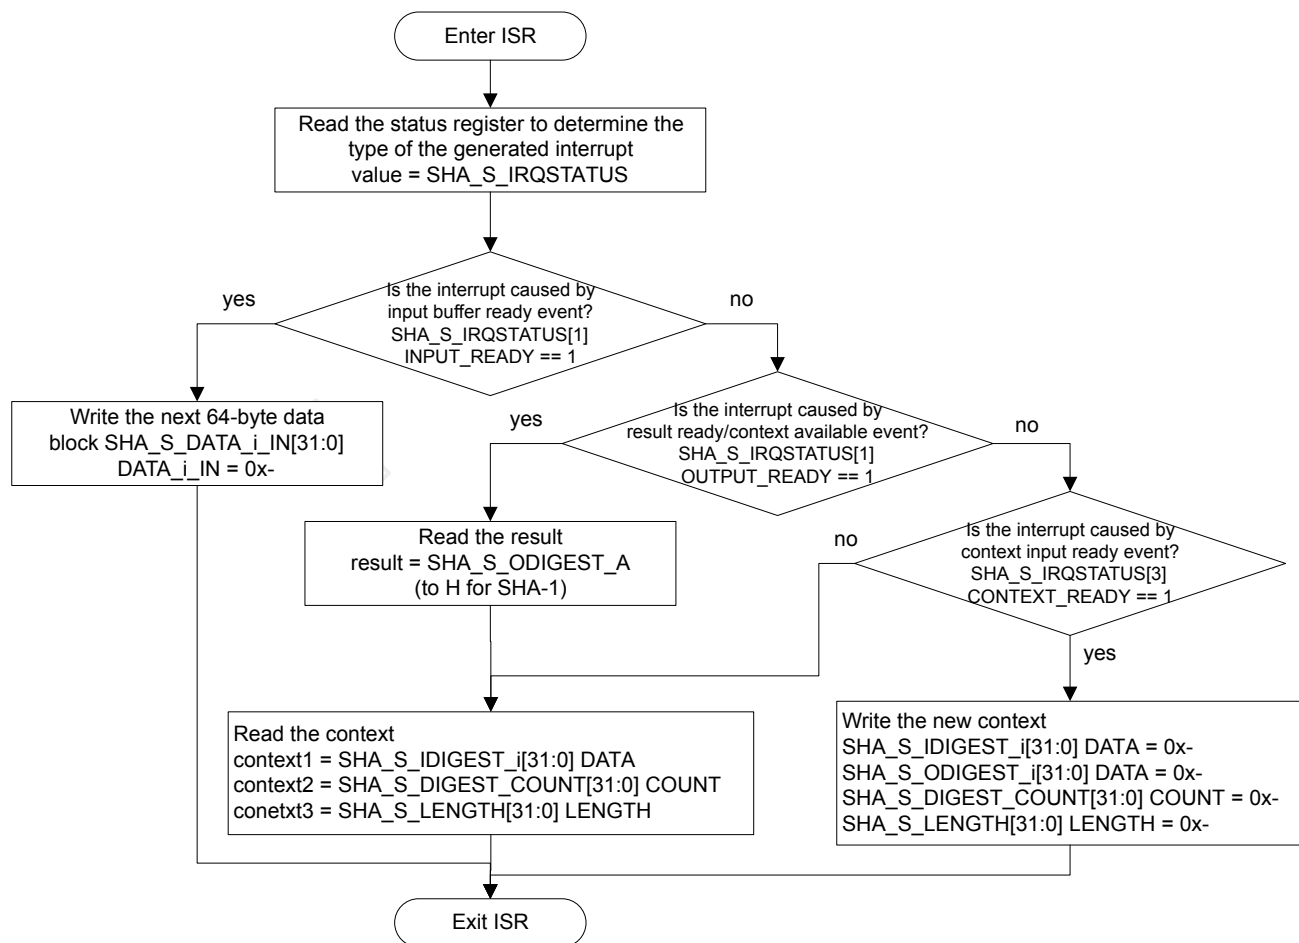 Enter ISR
Read the status register to determine the
type of the generated interrupt
value = SHA_S_IRQSTATUS
Is the interrupt caused by
input buffer ready event?
SHA_S_IRQSTATUS[1]
INPUT_READY == 1
yes
no
Write the next 64-byte data
block SHA_S_DATA_i_IN[31:0]
DATA_i_IN = 0x-
Is the interrupt caused by
result ready/context available event?
SHA_S_IRQSTATUS[1]
OUTPUT_READY == 1
yes
no
Read the result
result = SHA_S_ODIGEST_A
(to H for SHA-1)
Is the interrupt caused by
context input ready event?
SHA_S_IRQSTATUS[3]
CONTEXT_READY == 1
no
yes
Read the context
context1 = SHA_S_IDIGEST_i[31:0] DATA
context2 = SHA_S_DIGEST_COUNT[31:0] COUNT
conetxt3 = SHA_S_LENGTH[31:0] LENGTH
Write the new context
SHA_S_IDIGEST_i[31:0] DATA = 0x-
SHA_S_ODIGEST_i[31:0] DATA = 0x-
SHA_S_DIGEST_COUNT[31:0] COUNT = 0x-
SHA_S_LENGTH[31:0] LENGTH = 0x-
Exit ISR